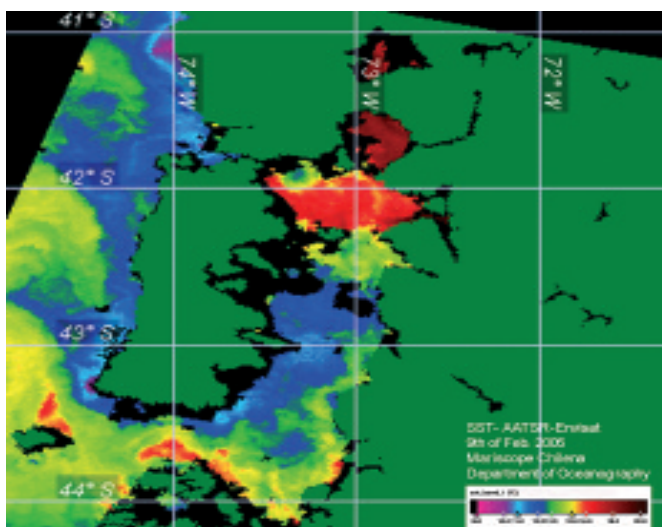 41° S
74° W
73° W
72° W
42° S
43° S
44° S
SST- AATSR-Envisat
9th of Feb. 2005
Mariscope Chilena
Department of Oceanography